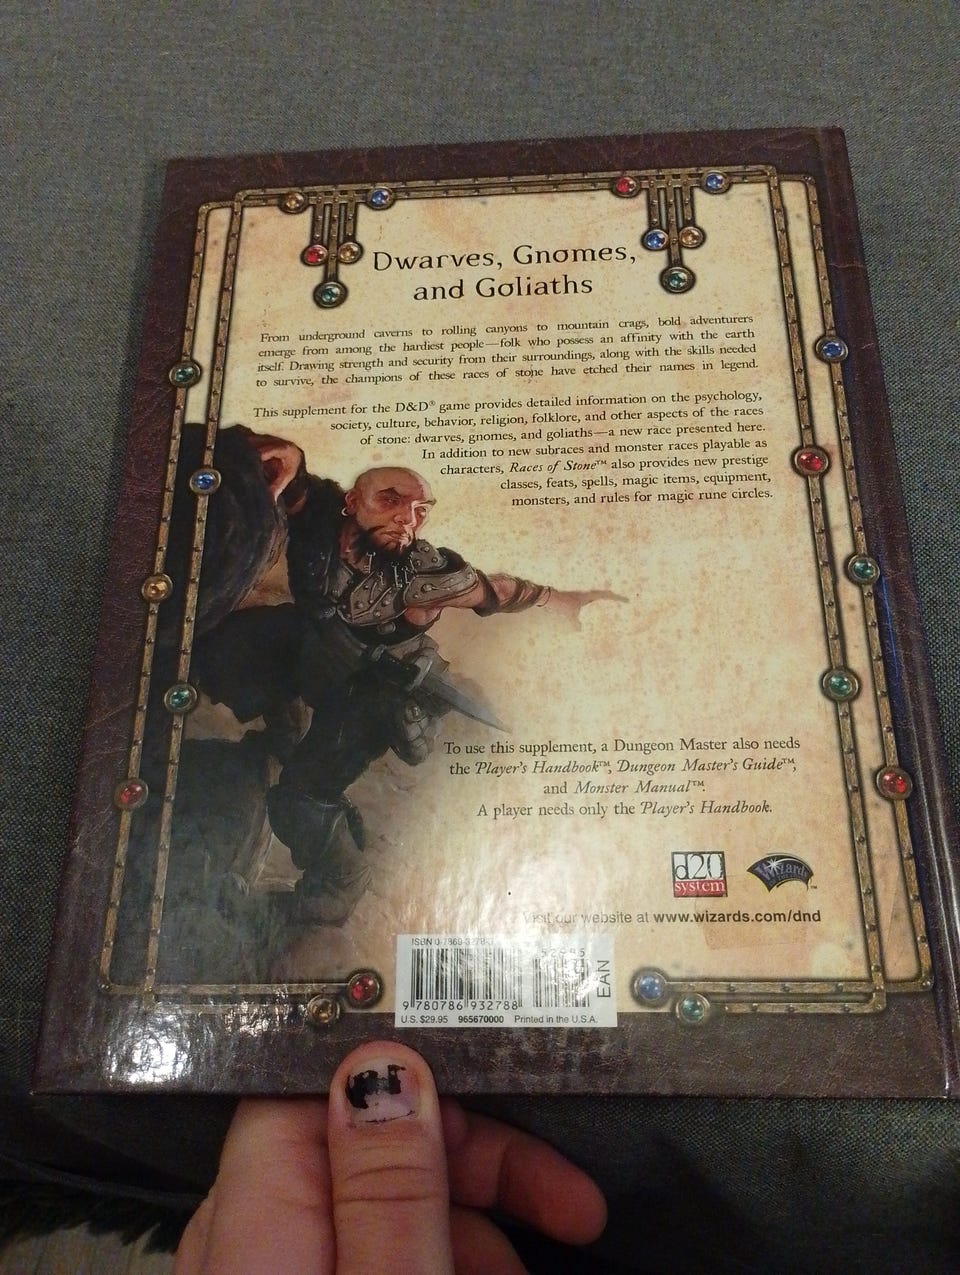 Dwarves, Gnomes,
and Goliaths
From underground caverns to rolling canyons to mountain crags, bold adventurers
emerge from among the hardiest people—folk who possess an affinity with the earth
itself. Drawing strength and security from their surroundings, along with the skills needed
to survive, the champions of these races of stone have etched their names in legend.
This supplement for the D&D® game provides detailed information on the psychology,
society, culture, behavior, religion, folklore, and other aspects of the races
of stone: dwarves, gnomes, and goliaths—a new race presented here.
In addition to new subraces and monster races playable as
characters, Races of Stone™ also provides new prestige
classes, feats, spells, magic items, equipment,
monsters, and rules for magic rune circles.
To use this supplement, a Dungeon Master also needs
the Player's Handbook™, Dungeon Master's Guide™,
and Monster Manual™.
A player needs only the Player's Handbook.
d20
system
Wizards
™
Visit our website at www.wizards.com/dnd
ISBN 0-7869-3278-
52995
EAN
9 780786 932788
U.S. $29.95 965670000 Printed in the U.S.A.